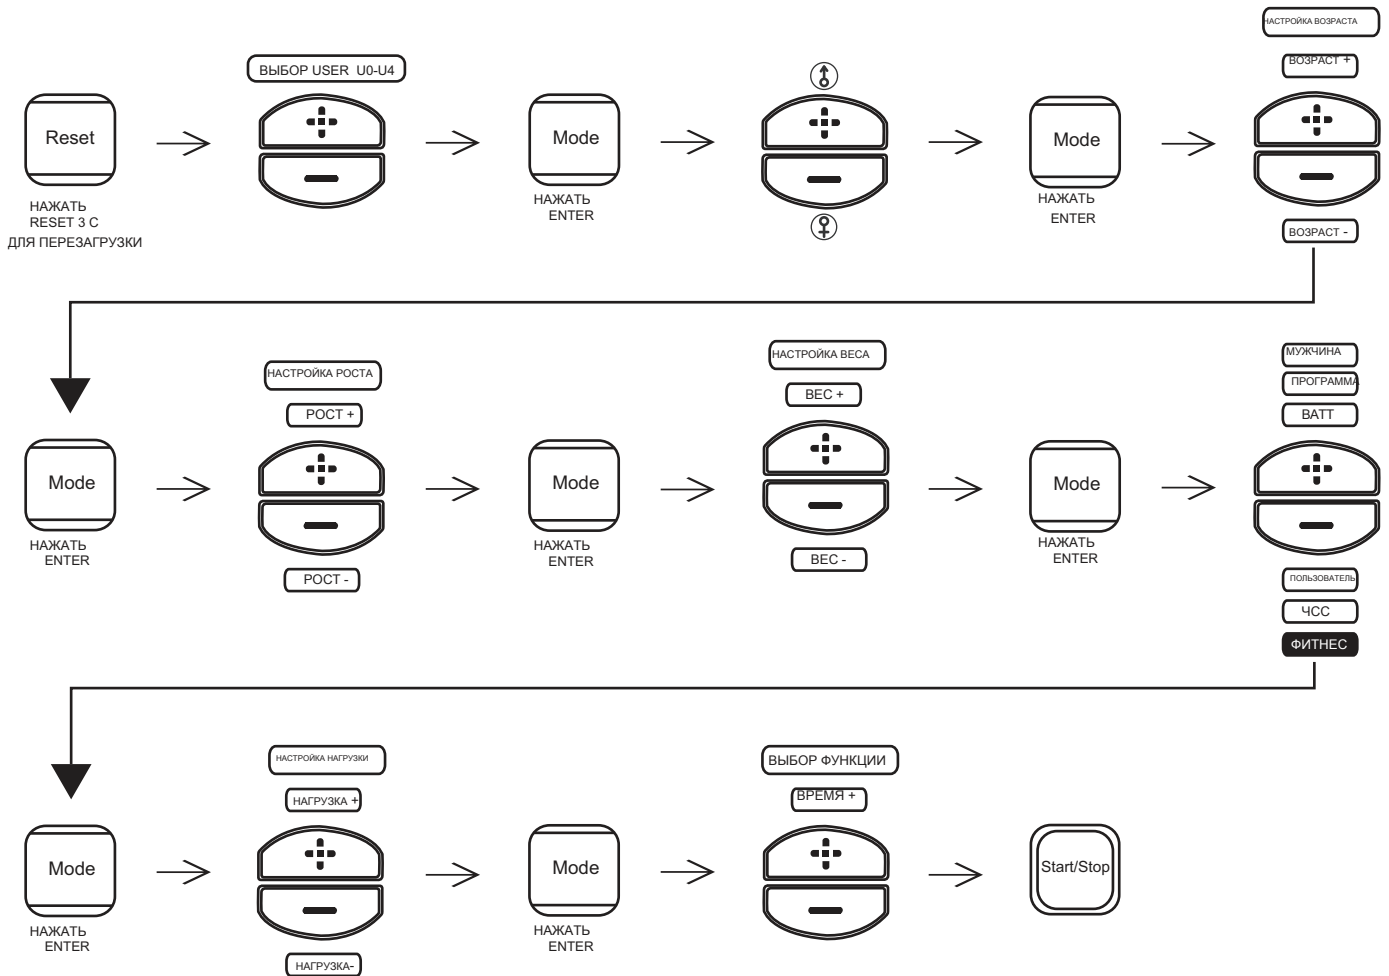 НАСТРОЙКА ВОЗРАСТА
ВЫБОР USER U0-U4
ВОЗРАСТ +
Reset
Mode
Mode
НАЖАТЬ
RESET 3 С
ДЛЯ ПЕРЕЗАГРУЗКИ
НАЖАТЬ
ENTER
НАЖАТЬ
ENTER
ВОЗРАСТ -
НАСТРОЙКА РОСТА
РОСТ +
НАСТРОЙКА ВЕСА
ВЕС +
МУЖЧИНА
ПРОГРАММА
ВАТТ
Mode
Mode
Mode
НАЖАТЬ
ENTER
РОСТ -
НАЖАТЬ
ENTER
ВЕС -
НАЖАТЬ
ENTER
ПОЛЬЗОВАТЕЛЬ
ЧСС
ФИТНЕС
НАСТРОЙКА НАГРУЗКИ
НАГРУЗКА +
ВЫБОР ФУНКЦИИ
ВРЕМЯ +
Mode
Mode
Start/Stop
НАЖАТЬ
ENTER
НАГРУЗКА-
НАЖАТЬ
ENTER